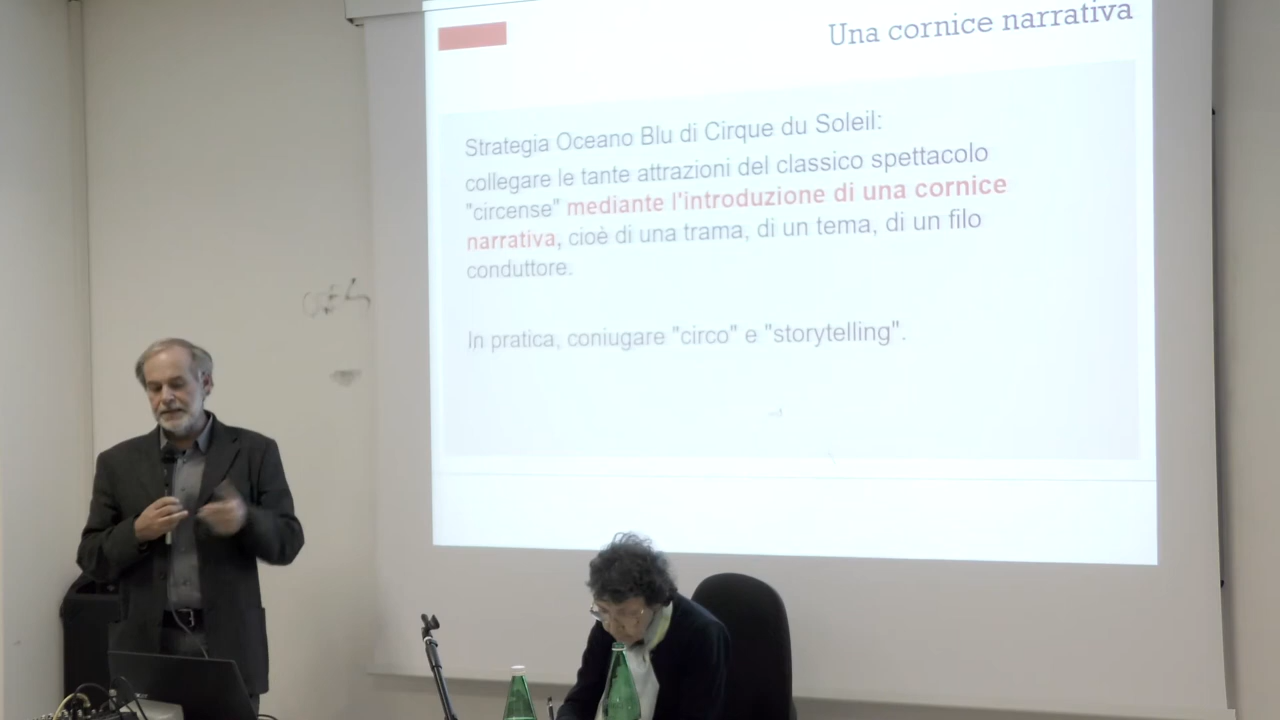 Una cornice narrativa
Strategia Oceano Blu di Cirque du Soleil:
collegare le tante attrazioni del classico spettacolo
"circense" mediante l'introduzione di una cornice
narrativa, cioè di una trama, di un tema, di un filo
conduttore.
In pratica, coniugare "circo" e "storytelling".